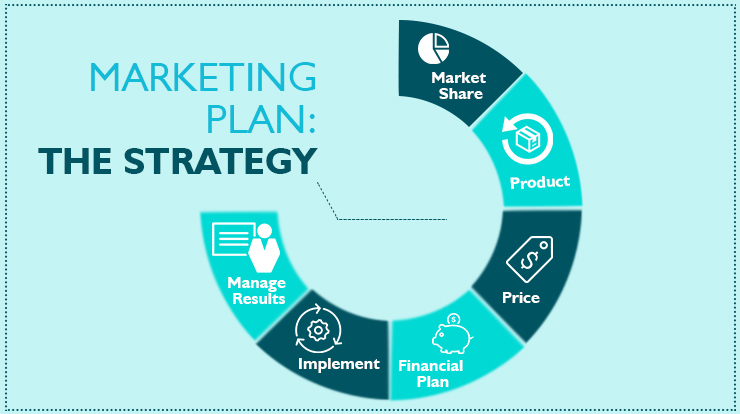 MARKETING
PLAN:
THE STRATEGY
Market
Share
Product
Price
Financial
Plan
Implement
Manage
Results